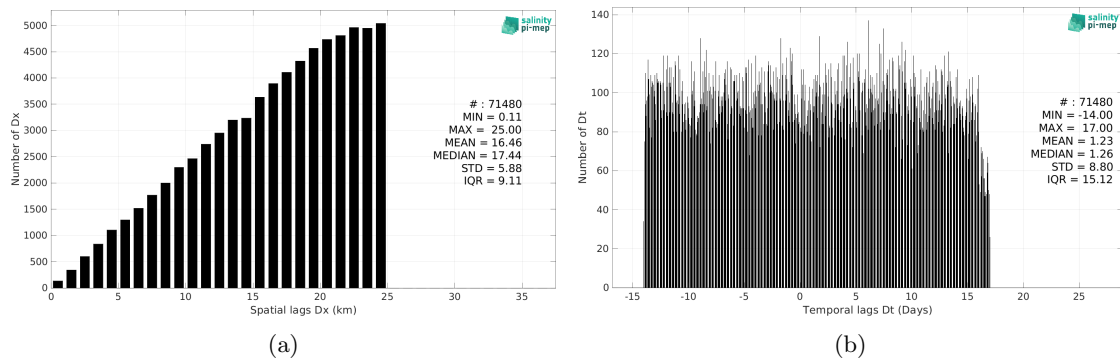 5000
4500
4000
3500
3000
2500
2000
1500
1000
500
0
Number of Dx
salinity
pi-mep
# : 71480
MIN = 0.11
MAX = 25.00
MEAN = 16.46
MEDIAN = 17.44
STD = 5.88
IQR = 9.11
0 5 10 15 20 25 30 35
Spatial lags Dx (km)
(a)
140
120
100
80
60
40
20
0
Number of Dt
salinity
pi-mep
# : 71480
MIN = -14.00
MAX = 17.00
MEAN = 1.23
MEDIAN = 1.26
STD = 8.80
IQR = 15.12
-15 -10 -5 0 5 10 15 20 25
Temporal lags Dt (Days)
(b)